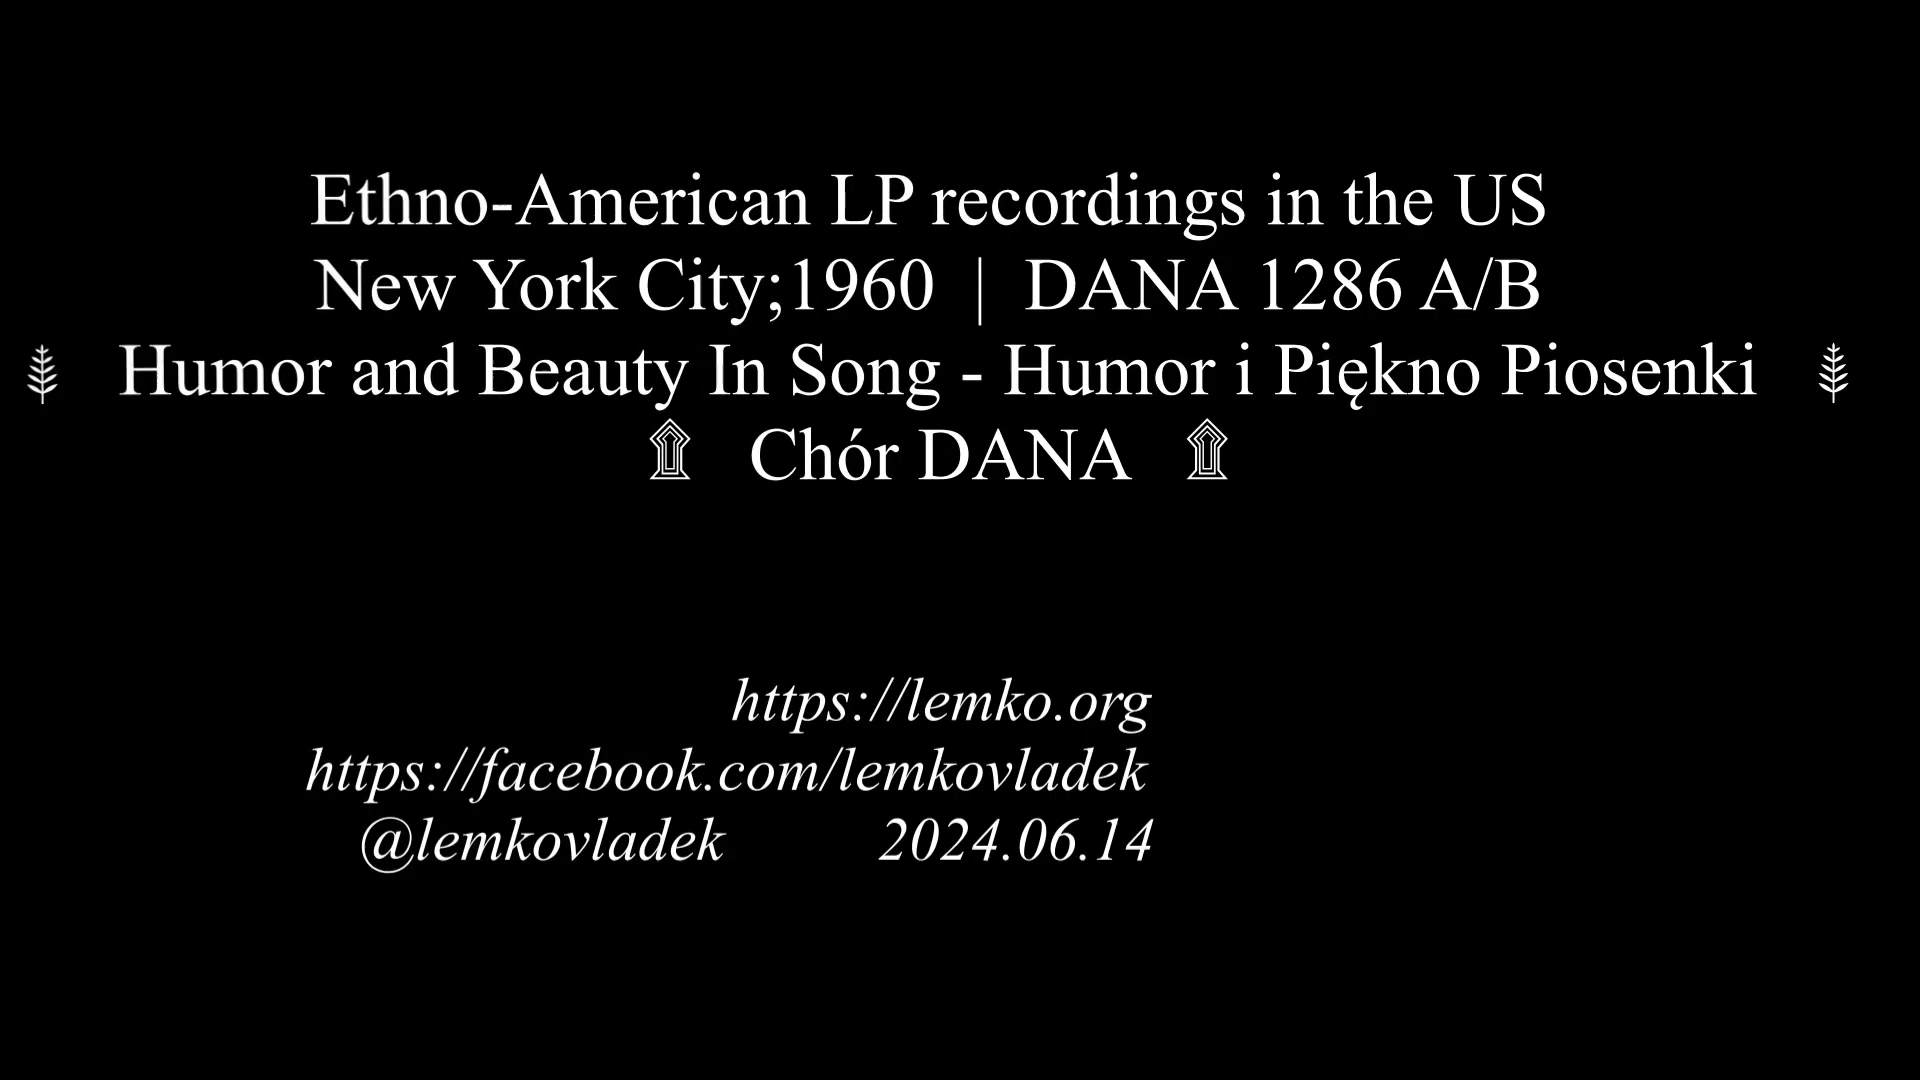 Ethno-American LP recordings in the US
New York City;1960 | DANA 1286 A/B
⸙ Humor and Beauty In Song - Humor i Piękno Piosenki ⸙
۩ Chór DANA ۩
https://lemko.org
https://facebook.com/lemkovladek
@lemkovladek 2024.06.14